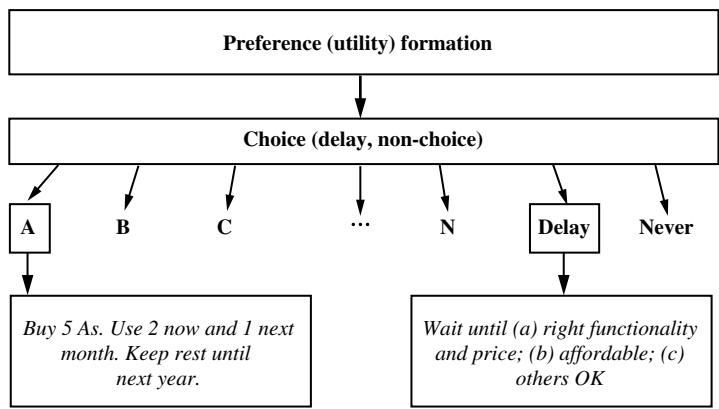 Preference (utility) formation
Choice (delay, non-choice)
A B C ... N Delay Never
Buy 5 As. Use 2 now and 1 next
month. Keep rest until
next year.
Wait until (a) right functionality
and price; (b) affordable; (c)
others OK